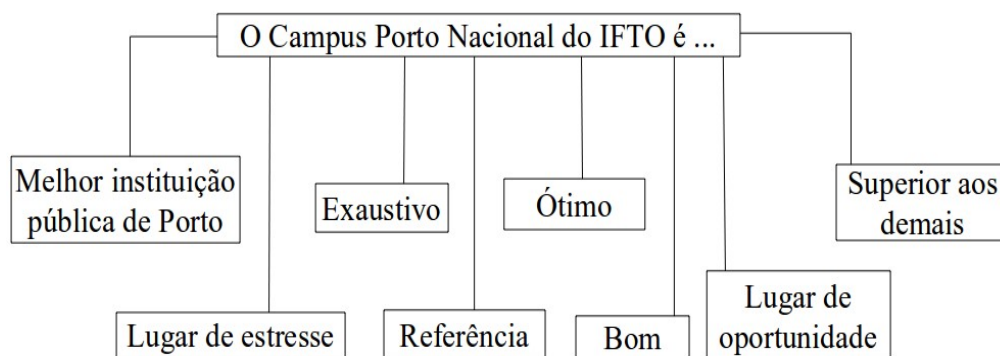 O Campus Porto Nacional do IFTO é ...
Melhor instituição
pública de Porto
Exaustivo
Ótimo
Superior aos
demais
Lugar de estresse
Referência
Bom
Lugar de
oportunidade